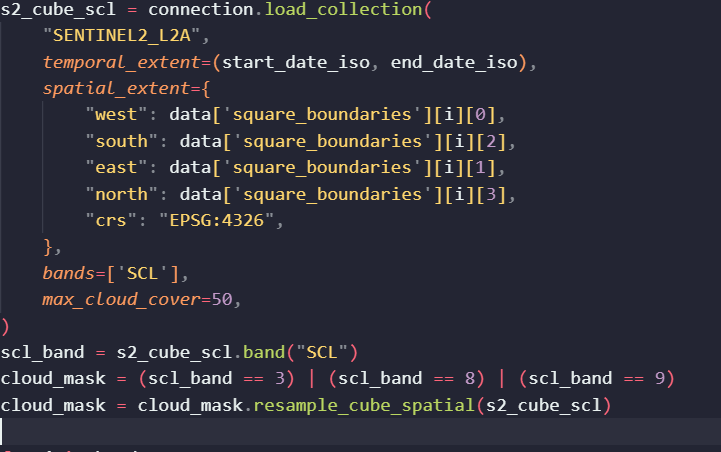 s2_cube_scl = connection.load_collection(
    "SENTINEL2_L2A",
    temporal_extent=(start_date_iso, end_date_iso),
    spatial_extent={
        "west": data['square_boundaries'][i][0],
        "south": data['square_boundaries'][i][2],
        "east": data['square_boundaries'][i][1],
        "north": data['square_boundaries'][i][3],
        "crs": "EPSG:4326",
    },
    bands=['SCL'],
    max_cloud_cover=50,
)
scl_band = s2_cube_scl.band("SCL")
cloud_mask = (scl_band == 3) | (scl_band == 8) | (scl_band == 9)
cloud_mask = cloud_mask.resample_cube_spatial(s2_cube_scl)